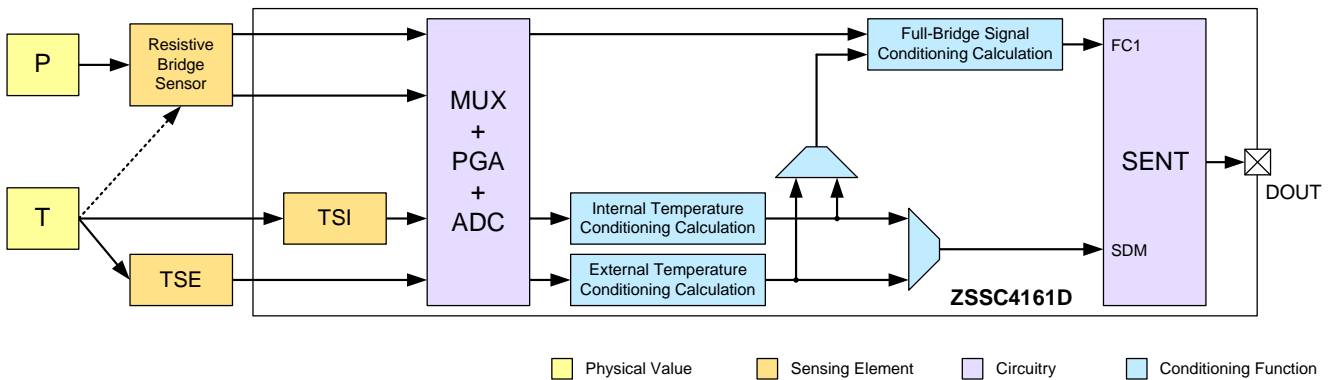 P
Resistive
Bridge
Sensor
T
TSI
TSE
MUX
+
PGA
+
ADC
Full-Bridge Signal
Conditioning Calculation
Internal Temperature
Conditioning Calculation
External Temperature
Conditioning Calculation
FC1
SENT
SDM
DOUT
ZSSC4161D
Physical Value
Sensing Element
Circuitry
Conditioning Function